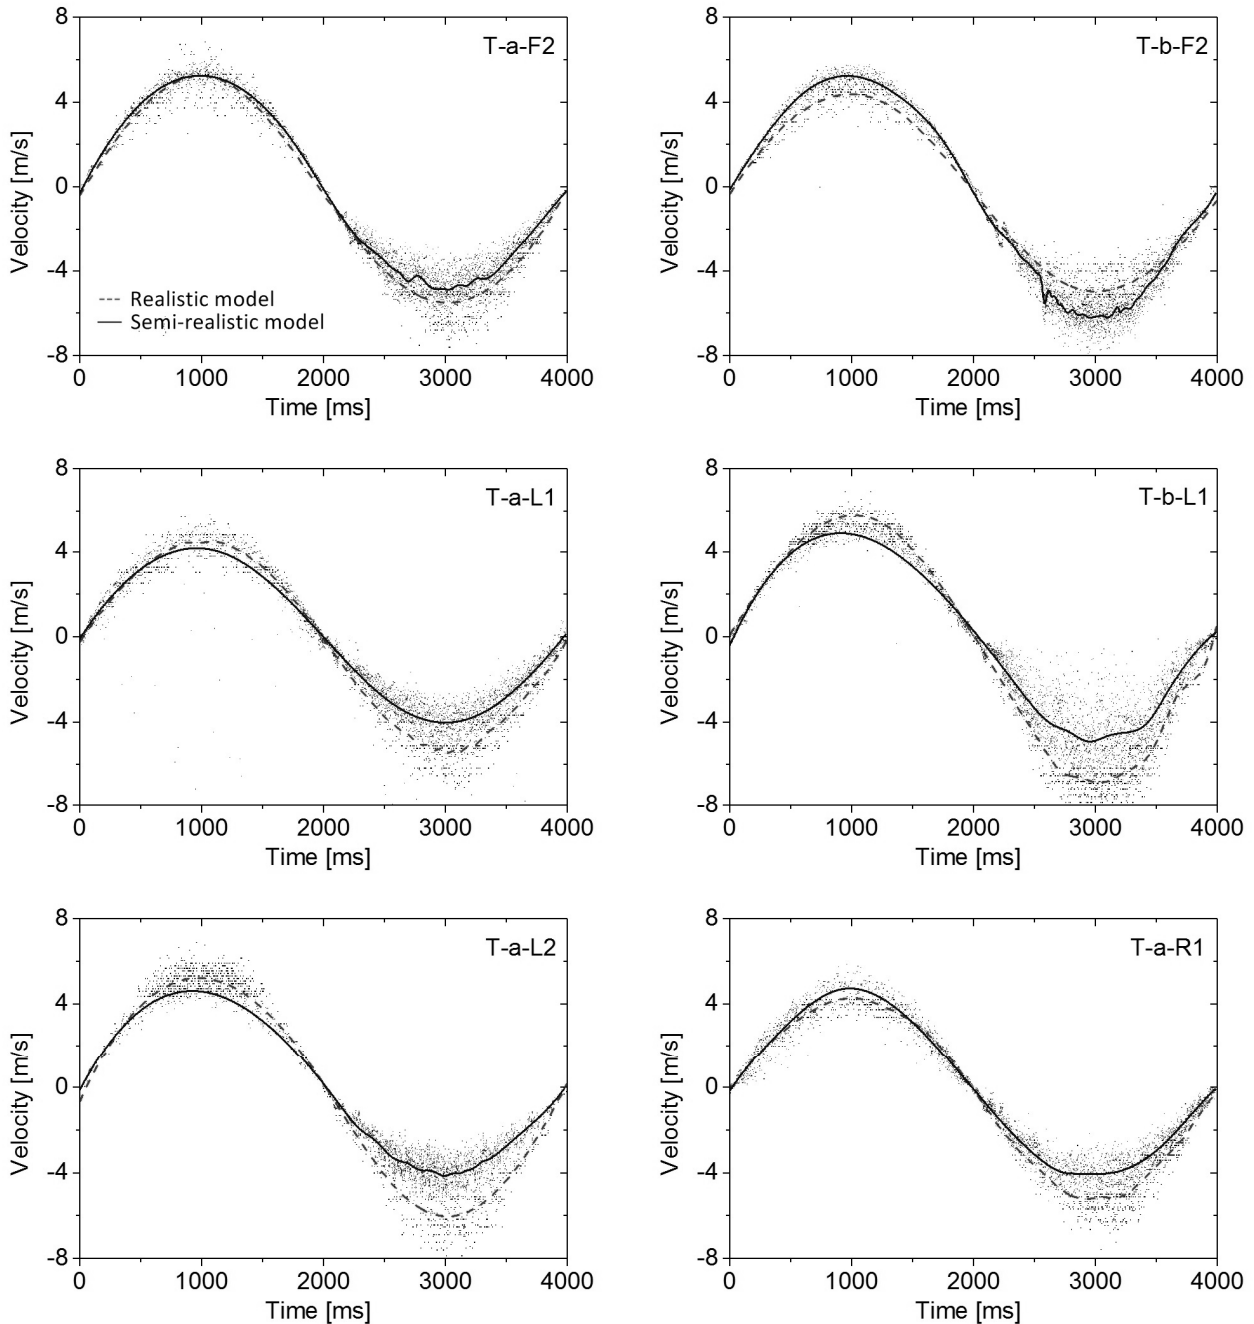 T-a-F2
8
4
0
-4
-8
Velocity [m/s]
Realistic model
Semi-realistic model
0 1000 2000 3000 4000
Time [ms]
T-b-F2
8
4
0
-4
-8
Velocity [m/s]
0 1000 2000 3000 4000
Time [ms]
T-a-L1
8
4
0
-4
-8
Velocity [m/s]
0 1000 2000 3000 4000
Time [ms]
T-b-L1
8
4
0
-4
-8
Velocity [m/s]
0 1000 2000 3000 4000
Time [ms]
T-a-L2
8
4
0
-4
-8
Velocity [m/s]
0 1000 2000 3000 4000
Time [ms]
T-a-R1
8
4
0
-4
-8
Velocity [m/s]
0 1000 2000 3000 4000
Time [ms]